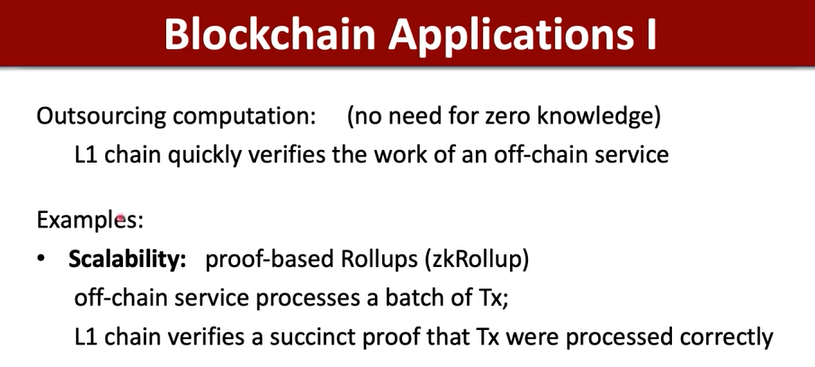 Blockchain Applications I
Outsourcing computation: (no need for zero knowledge)
L1 chain quickly verifies the work of an off-chain service
Examples:
• Scalability: proof-based Rollups (zkRollup)
off-chain service processes a batch of Tx;
L1 chain verifies a succinct proof that Tx were processed correctly